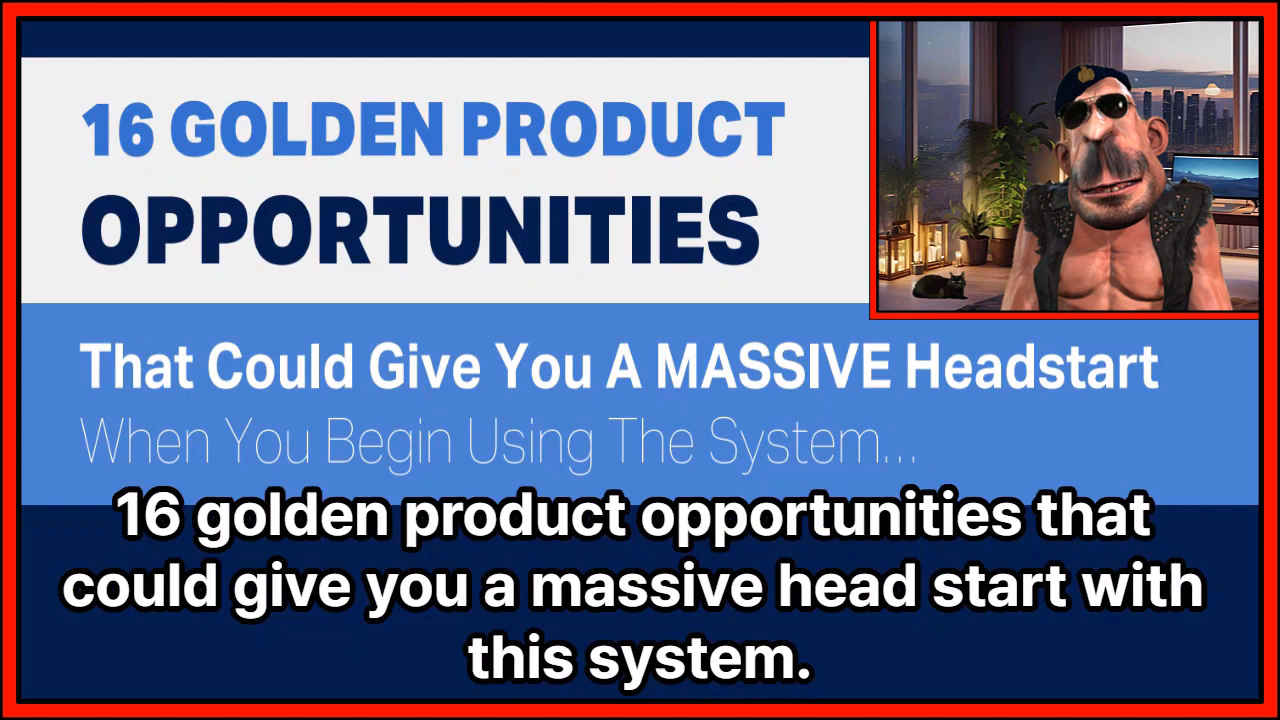 16 GOLDEN PRODUCT
OPPORTUNITIES
That Could Give You A MASSIVE Headstart
When You Begin Using The System...
16 golden product opportunities that
could give you a massive head start with
this system.